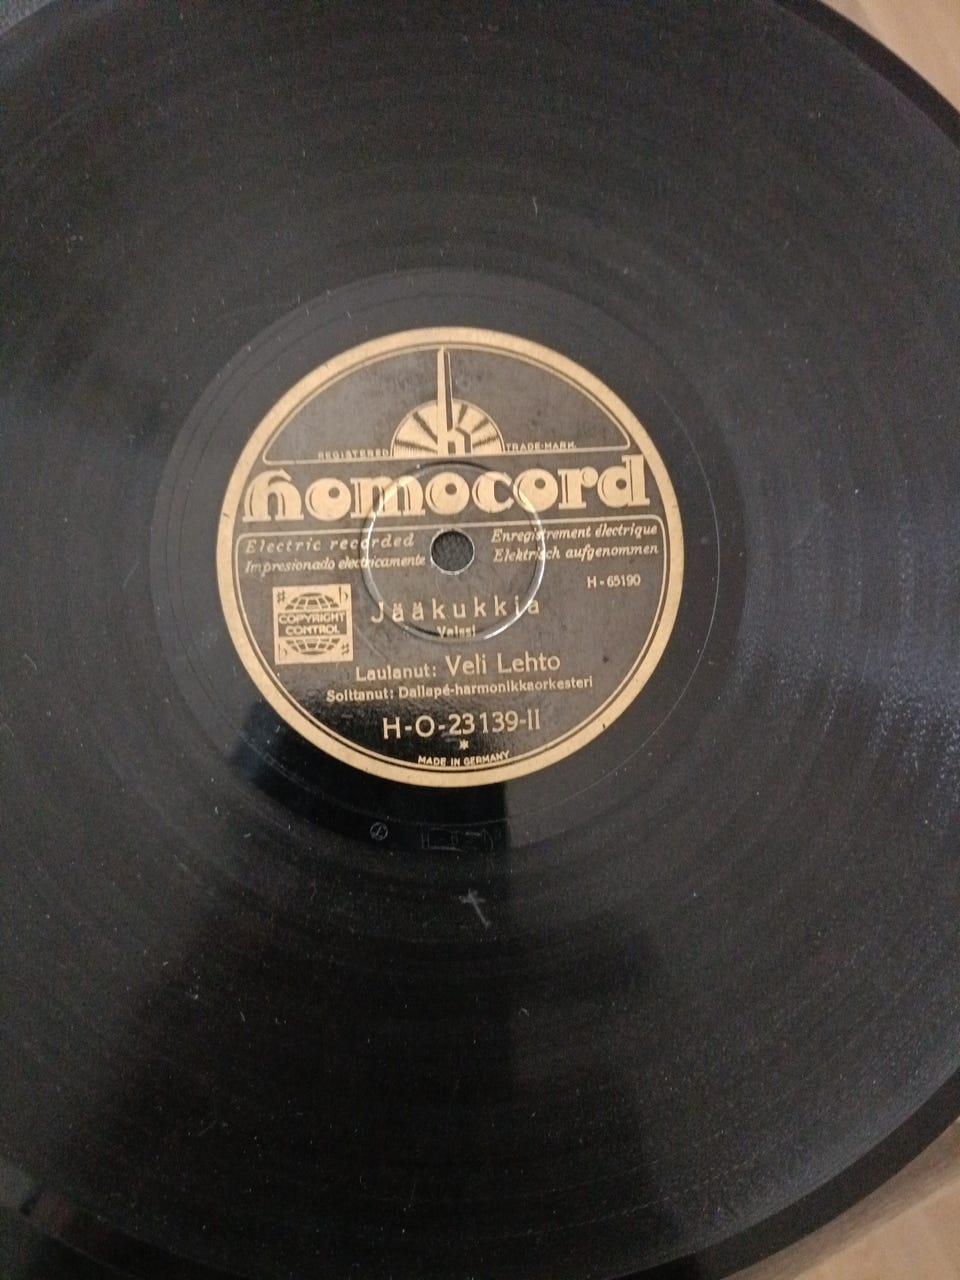 REGISTERED TRADE-MARK.
homocord
Electric recorded
Impresionado electricamente
Enregistrement électrique
Elektrisch aufgenommen
H-65190
COPYRIGHT
CONTROL
Jääkukkia
Valssi
Laulanut: Veli Lehto
Soittanut: Dallapé-harmonikkaorkesteri
H-O-23139-II
*
MADE IN GERMANY